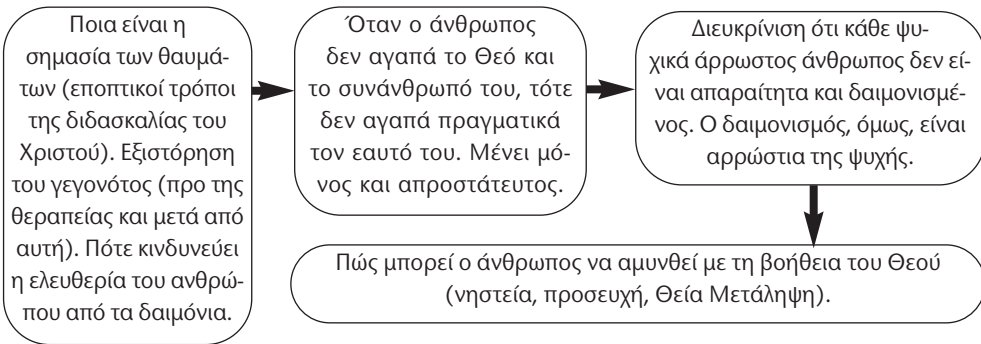 Ποια είναι η
σημασία των θαυμά-
των (εποπτικοί τρόποι
της διδασκαλίας του
Χριστού). Εξιστόρηση
του γεγονότος (προ της
θεραπείας και μετά από
αυτή). Πότε κινδυνεύει
η ελευθερία του ανθρώ-
που από τα δαιμόνια.
Όταν ο άνθρωπος
δεν αγαπά το Θεό και
το συνάνθρωπό του, τότε
δεν αγαπά πραγματικά
τον εαυτό του. Μένει μό-
νος και απροστάτευτος.
Διευκρίνιση ότι κάθε ψυ-
χικά άρρωστος άνθρωπος δεν εί-
ναι απαραίτητα και δαιμονισμέ-
νος. Ο δαιμονισμός, όμως, είναι
αρρώστια της ψυχής.
Πώς μπορεί ο άνθρωπος να αμυνθεί με τη βοήθεια του Θεού
(νηστεία, προσευχή, Θεία Μετάληψη).